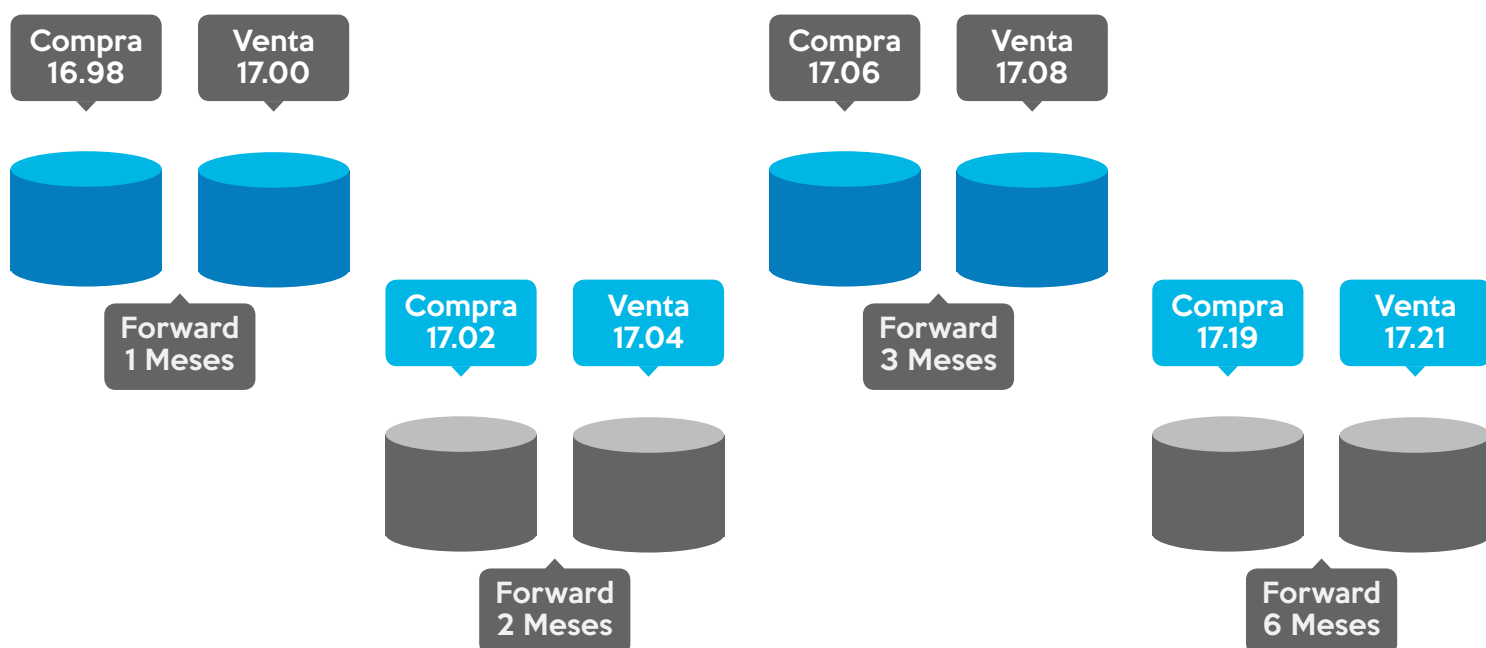 Compra
16.98
Venta
17.00
Forward
1 Meses
Compra
17.02
Venta
17.04
Forward
2 Meses
Compra
17.06
Venta
17.08
Forward
3 Meses
Compra
17.19
Venta
17.21
Forward
6 Meses